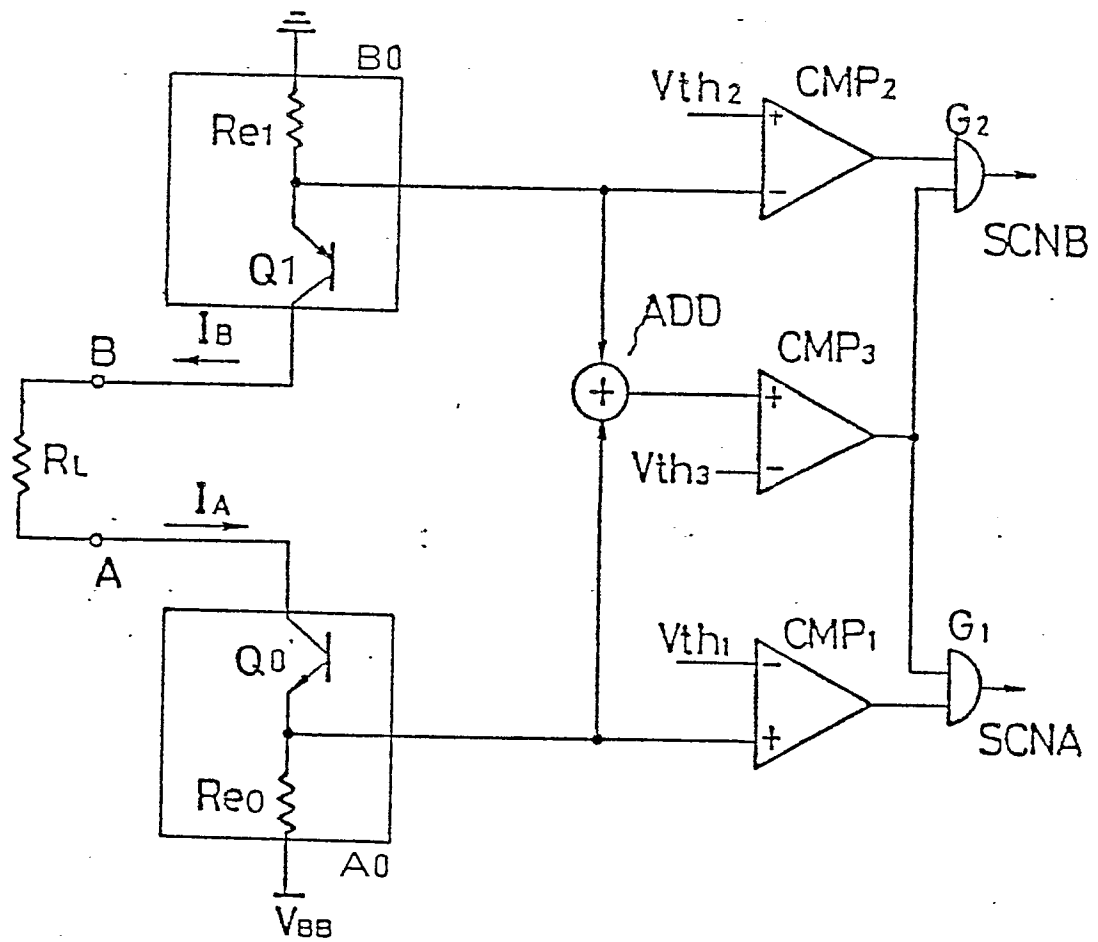 B0
Re1
Q1
IB
B
RL
IA
A
Q0
Re0
A0
VBB
Vth2
+
-
CMP2
G2
SCNB
ADD
+
CMP3
+
Vth3
-
Vth1
-
CMP1
+
G1
SCNA